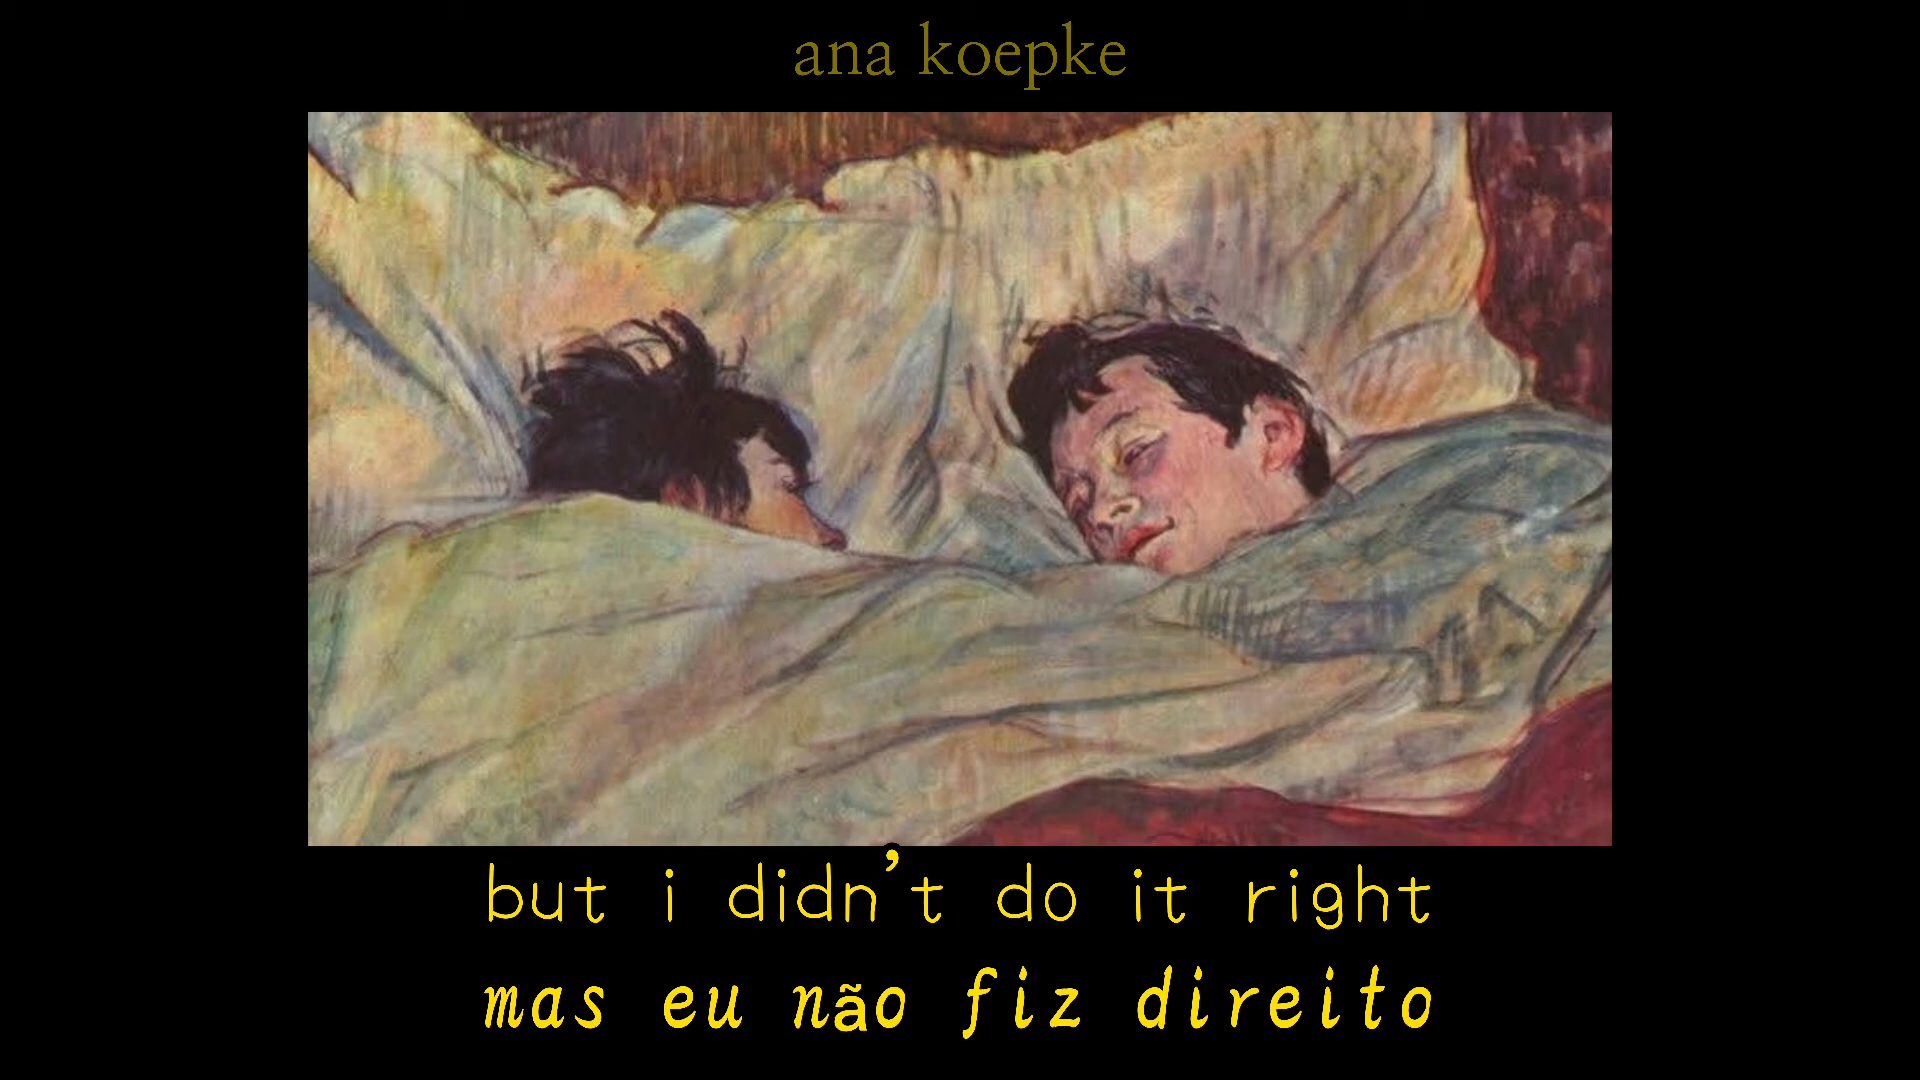 ana koepke
but i didn't do it right
mas eu não fiz direito